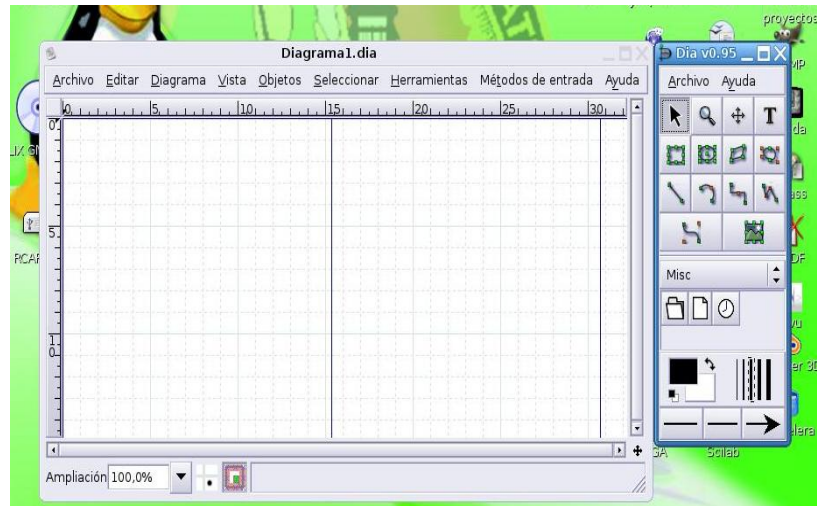 proyectos
Diagrama1.dia
Archivo Editar Diagrama Vista Objetos Seleccionar Herramientas Métodos de entrada Ayuda
0 5 10 15 20 25 30
0
5
10
Ampliación 100,0%
Dia v0.95
Archivo Ayuda
T
Misc
Scilab